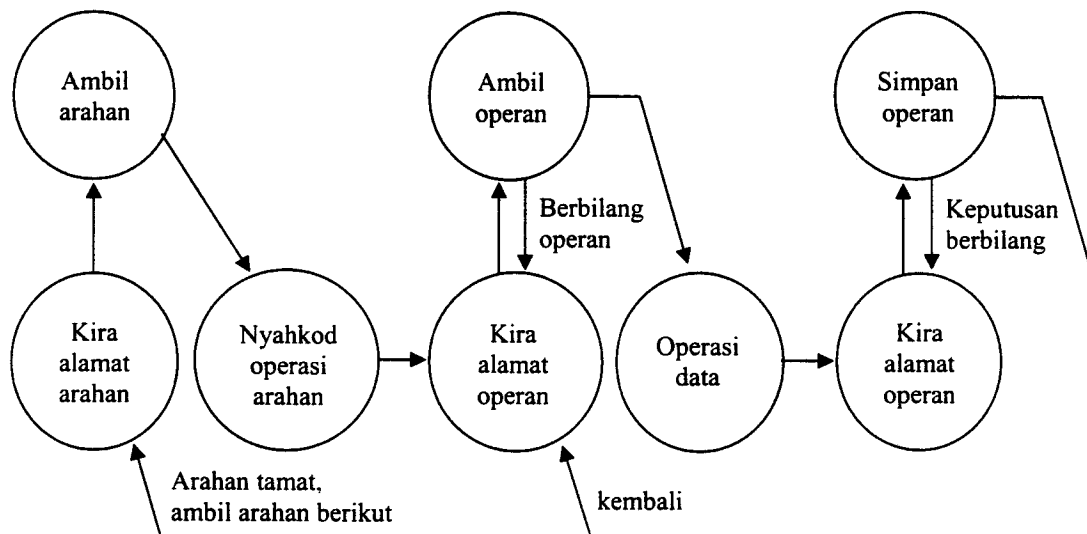 Ambil
arahan
Ambil
operan
Simpan
operan
Berbilang
operan
Keputusan
berbilang
Kira
alamat
arahan
Nyahkod
operasi
arahan
Kira
alamat
operan
Operasi
data
Kira
alamat
operan
Arahan tamat,
ambil arahan berikut
kembali